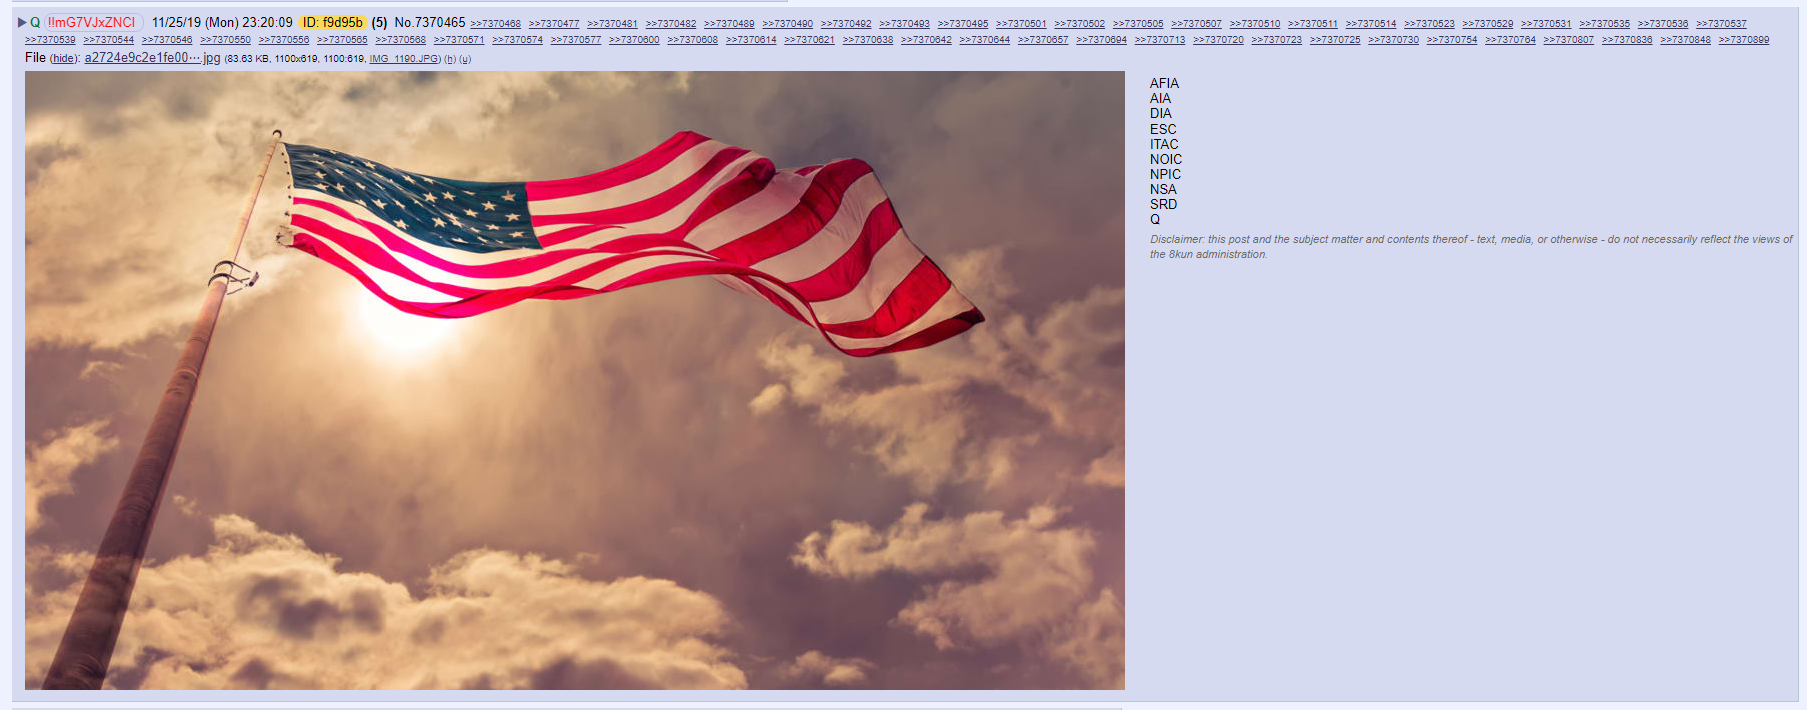 ▶ Q !!mG7VJxZNCI 11/25/19 (Mon) 23:20:09 ID: f9d95b (5) No.7370465 >>7370468 >>7370477 >>7370481 >>7370482 >>7370489 >>7370490 >>7370492 >>7370493 >>7370495 >>7370501 >>7370502 >>7370505 >>7370507 >>7370510 >>7370511 >>7370514 >>7370523 >>7370529 >>7370531 >>7370535 >>7370536 >>7370537
>>7370539 >>7370544 >>7370546 >>7370550 >>7370556 >>7370565 >>7370568 >>7370571 >>7370574 >>7370577 >>7370600 >>7370608 >>7370614 >>7370621 >>7370638 >>7370642 >>7370644 >>7370657 >>7370694 >>7370713 >>7370720 >>7370723 >>7370725 >>7370730 >>7370754 >>7370764 >>7370807 >>7370836 >>7370848 >>7370899
File (hide): a2724e9c2e1fe00⋯.jpg (83.63 KB, 1100x619, 1100:619, IMG_1190.JPG) (h) (u)
AFIA
AIA
DIA
ESC
ITAC
NOIC
NPIC
NSA
SRD
Q
Disclaimer: this post and the subject matter and contents thereof - text, media, or otherwise - do not necessarily reflect the views of
the 8kun administration.